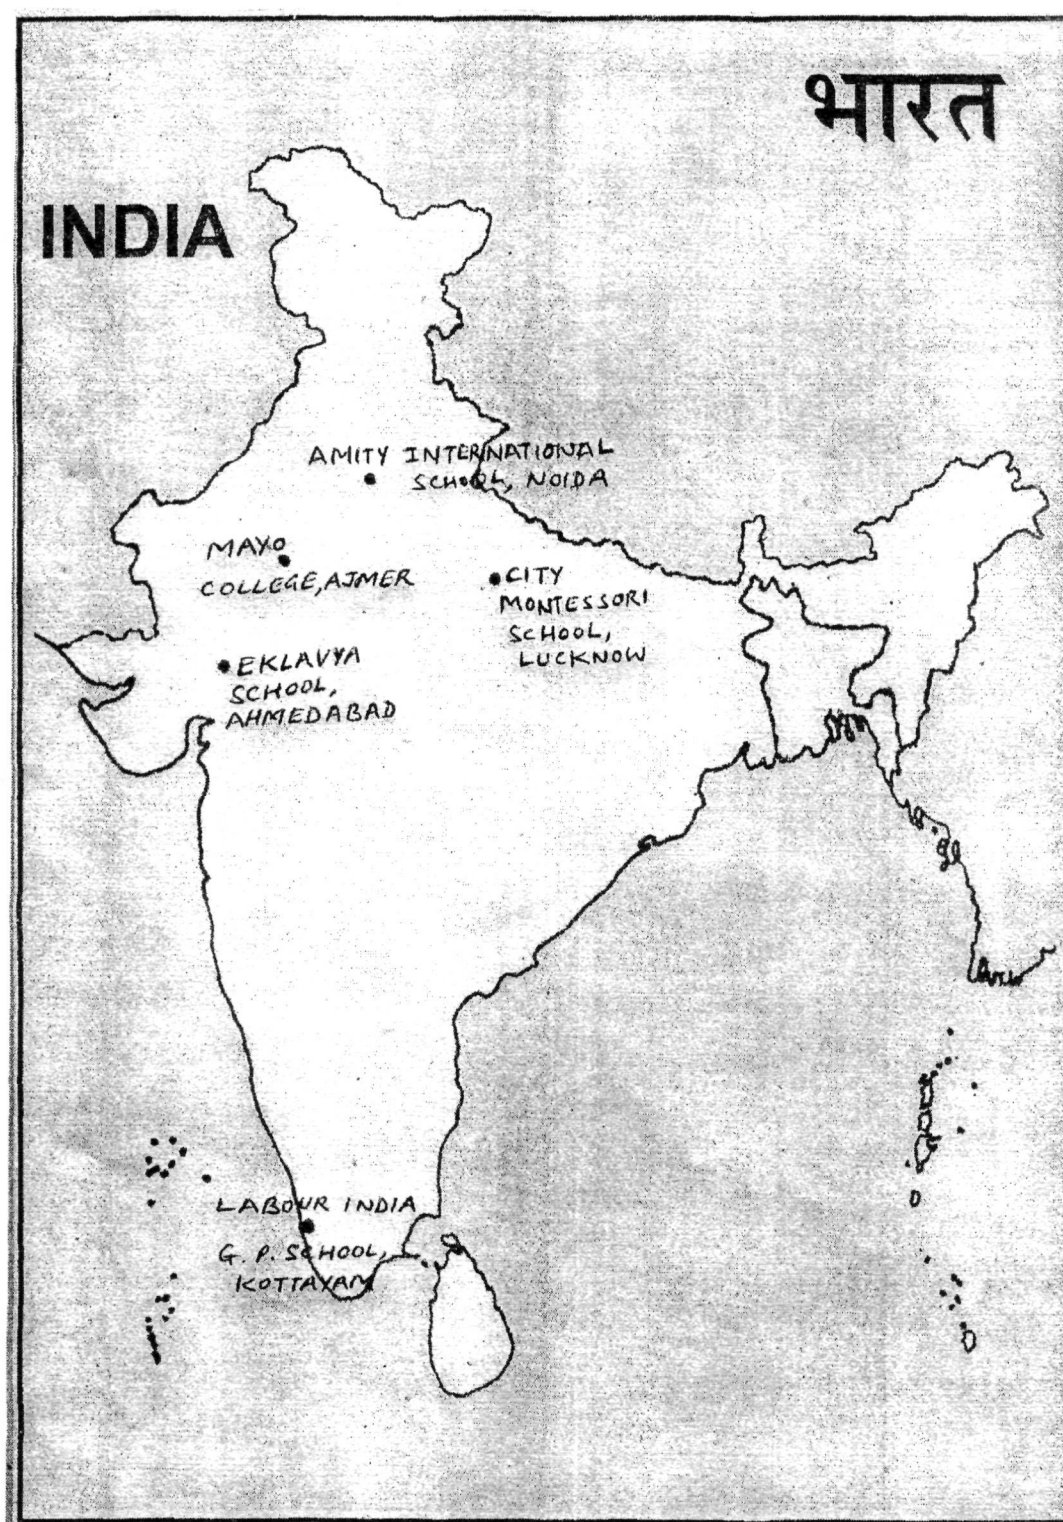 भारत
INDIA
AMITY INTERNATIONAL
SCHOOL, NOIDA
MAYO
COLLEGE, AJMER
CITY
MONTESSORI
SCHOOL,
LUCKNOW
EKLAVYA
SCHOOL,
AHMEDABAD
LABOUR INDIA
G. P. SCHOOL,
KOTTAYAM